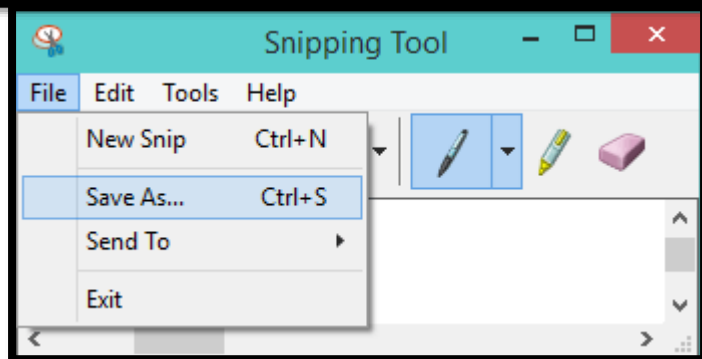 Snipping Tool
File Edit Tools Help
New Snip Ctrl+N
Save As... Ctrl+S
Send To
Exit